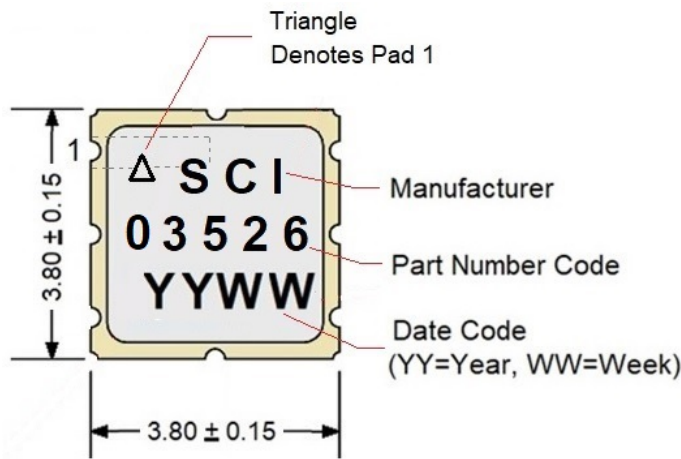 Triangle
Denotes Pad 1
1
Δ S C I
Manufacturer
0 3 5 2 6
Part Number Code
YYWW
Date Code
(YY=Year, WW=Week)
3.80 ± 0.15
3.80 ± 0.15